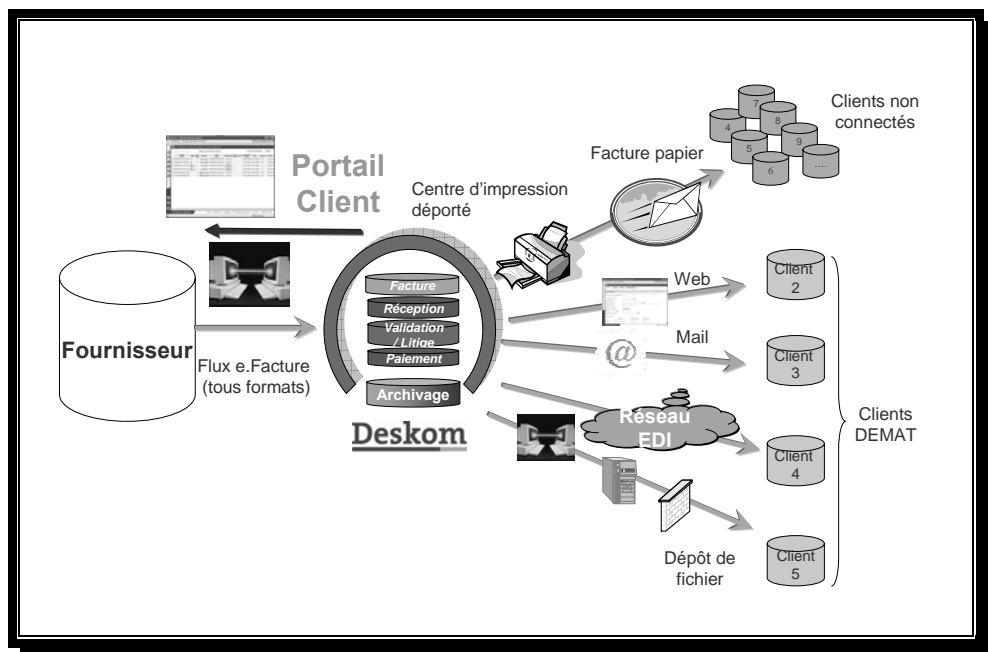 Portail
Client
Fournisseur
Flux e.Facture
(tous formats)
Centre d'impression
déporté
Facture
Réception
Validation
/ Litige
Paiement
Archivage
Deskom
Facture papier
7
4
8
5
9
6
....
Clients non
connectés
Web
Client
2
@
Mail
Client
3
Réseau
EDI
Client
4
Dépôt de
fichier
Client
5
Clients
DEMAT